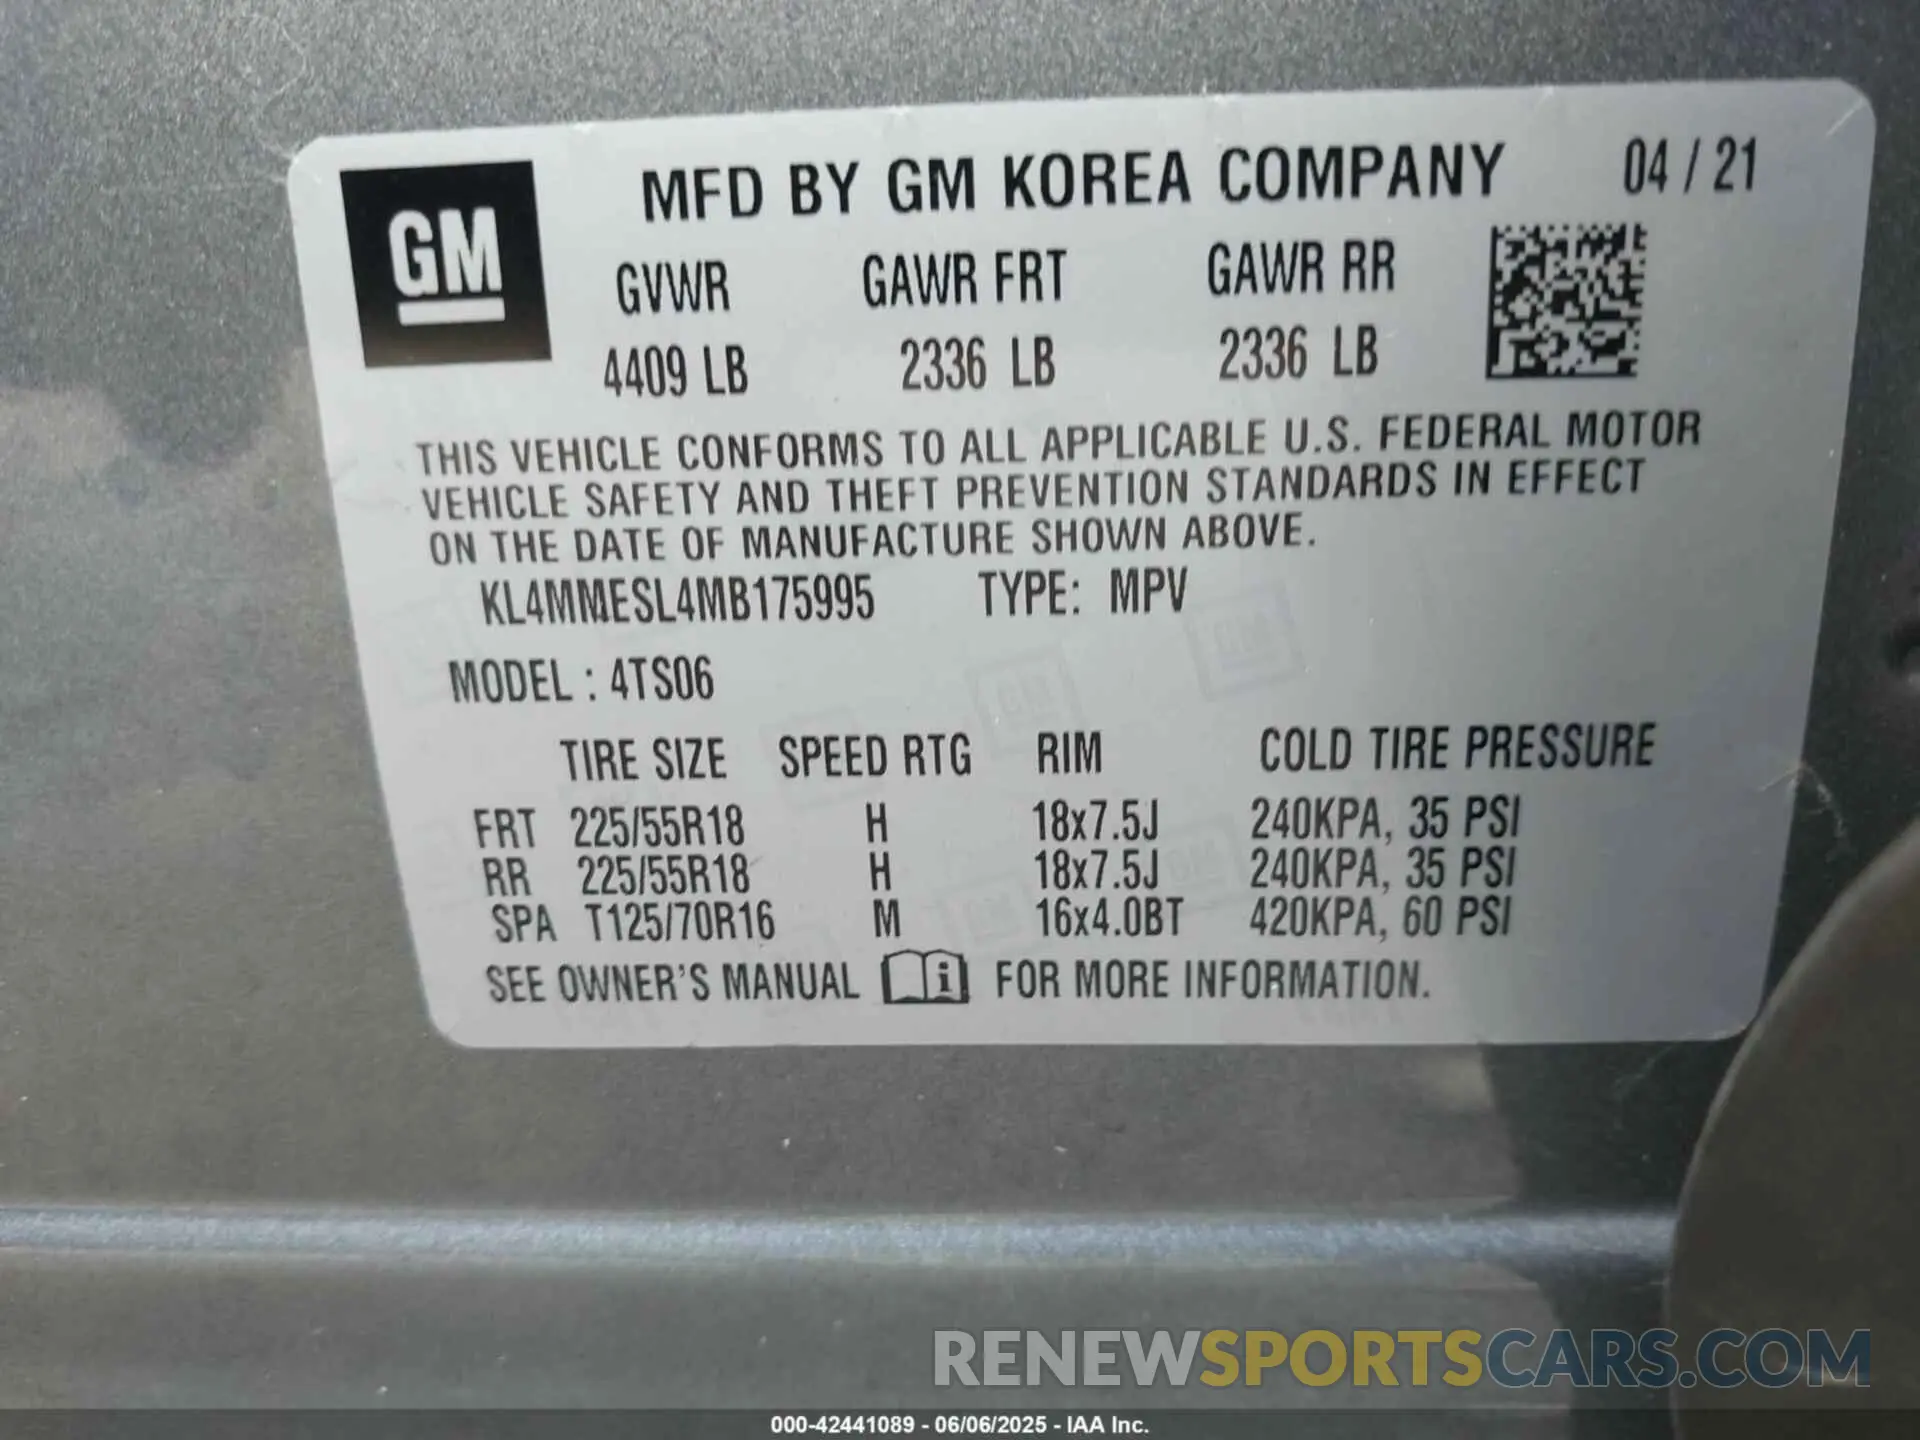 GM
MFD BY GM KOREA COMPANY 04 / 21
GVWR GAWR FRT GAWR RR
4409 LB 2336 LB 2336 LB
THIS VEHICLE CONFORMS TO ALL APPLICABLE U.S. FEDERAL MOTOR
VEHICLE SAFETY AND THEFT PREVENTION STANDARDS IN EFFECT
ON THE DATE OF MANUFACTURE SHOWN ABOVE.
KL4MMESL4MB175995 TYPE: MPV
MODEL : 4TS06
TIRE SIZE SPEED RTG RIM COLD TIRE PRESSURE
FRT 225/55R18 H 18x7.5J 240KPA, 35 PSI
RR 225/55R18 H 18x7.5J 240KPA, 35 PSI
SPA T125/70R16 M 16x4.0BT 420KPA, 60 PSI
SEE OWNER'S MANUAL i FOR MORE INFORMATION.
RENEWSPORTSCARS.COM
000-42441089 - 06/06/2025 - IAA Inc.